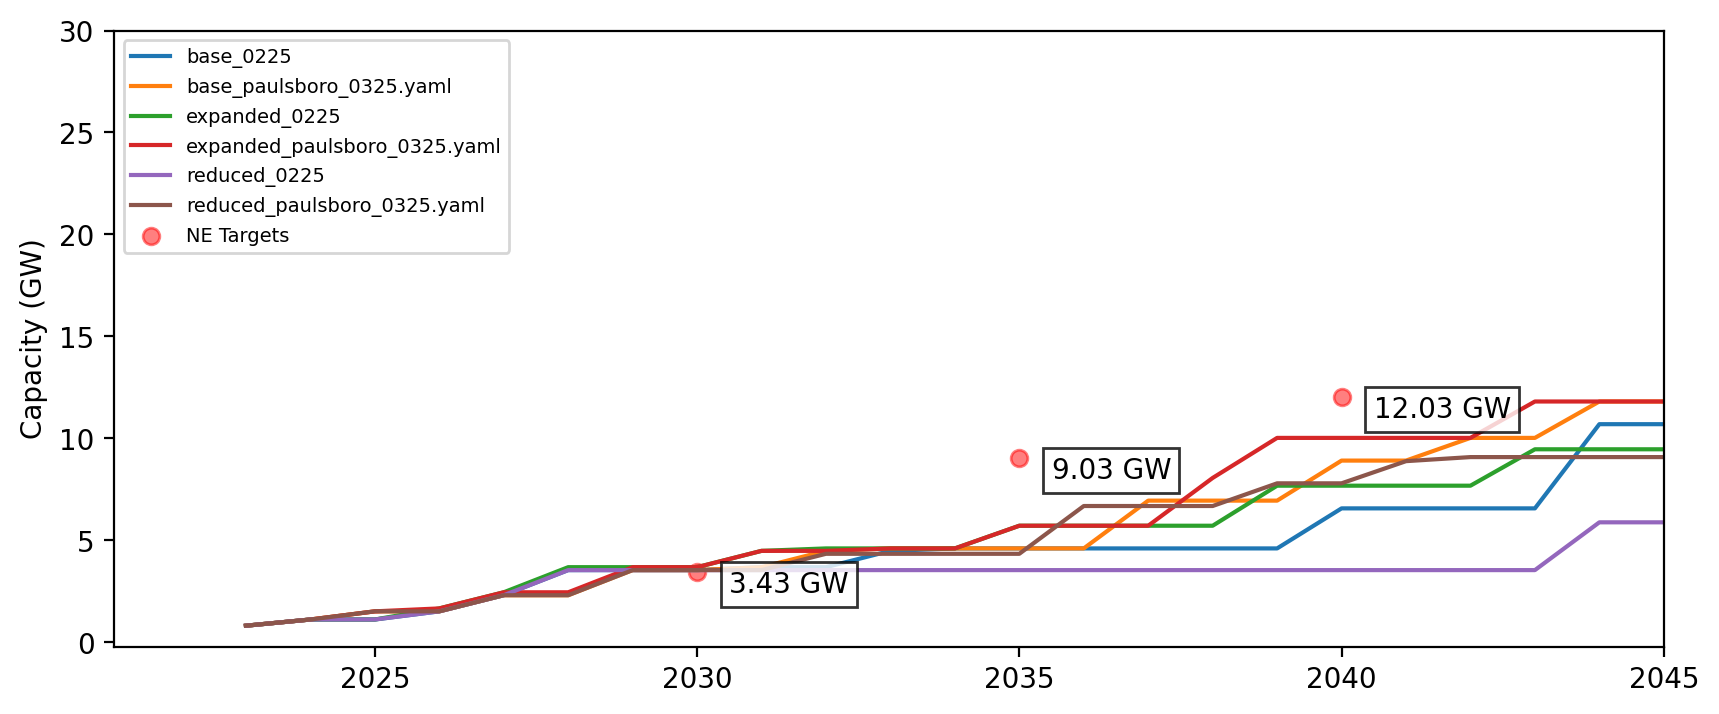 30
25
20
15
10
5
0
Capacity (GW)
base_0225
base_paulsboro_0325.yaml
expanded_0225
expanded_paulsboro_0325.yaml
reduced_0225
reduced_paulsboro_0325.yaml
NE Targets
12.03 GW
9.03 GW
3.43 GW
2025 2030 2035 2040 2045